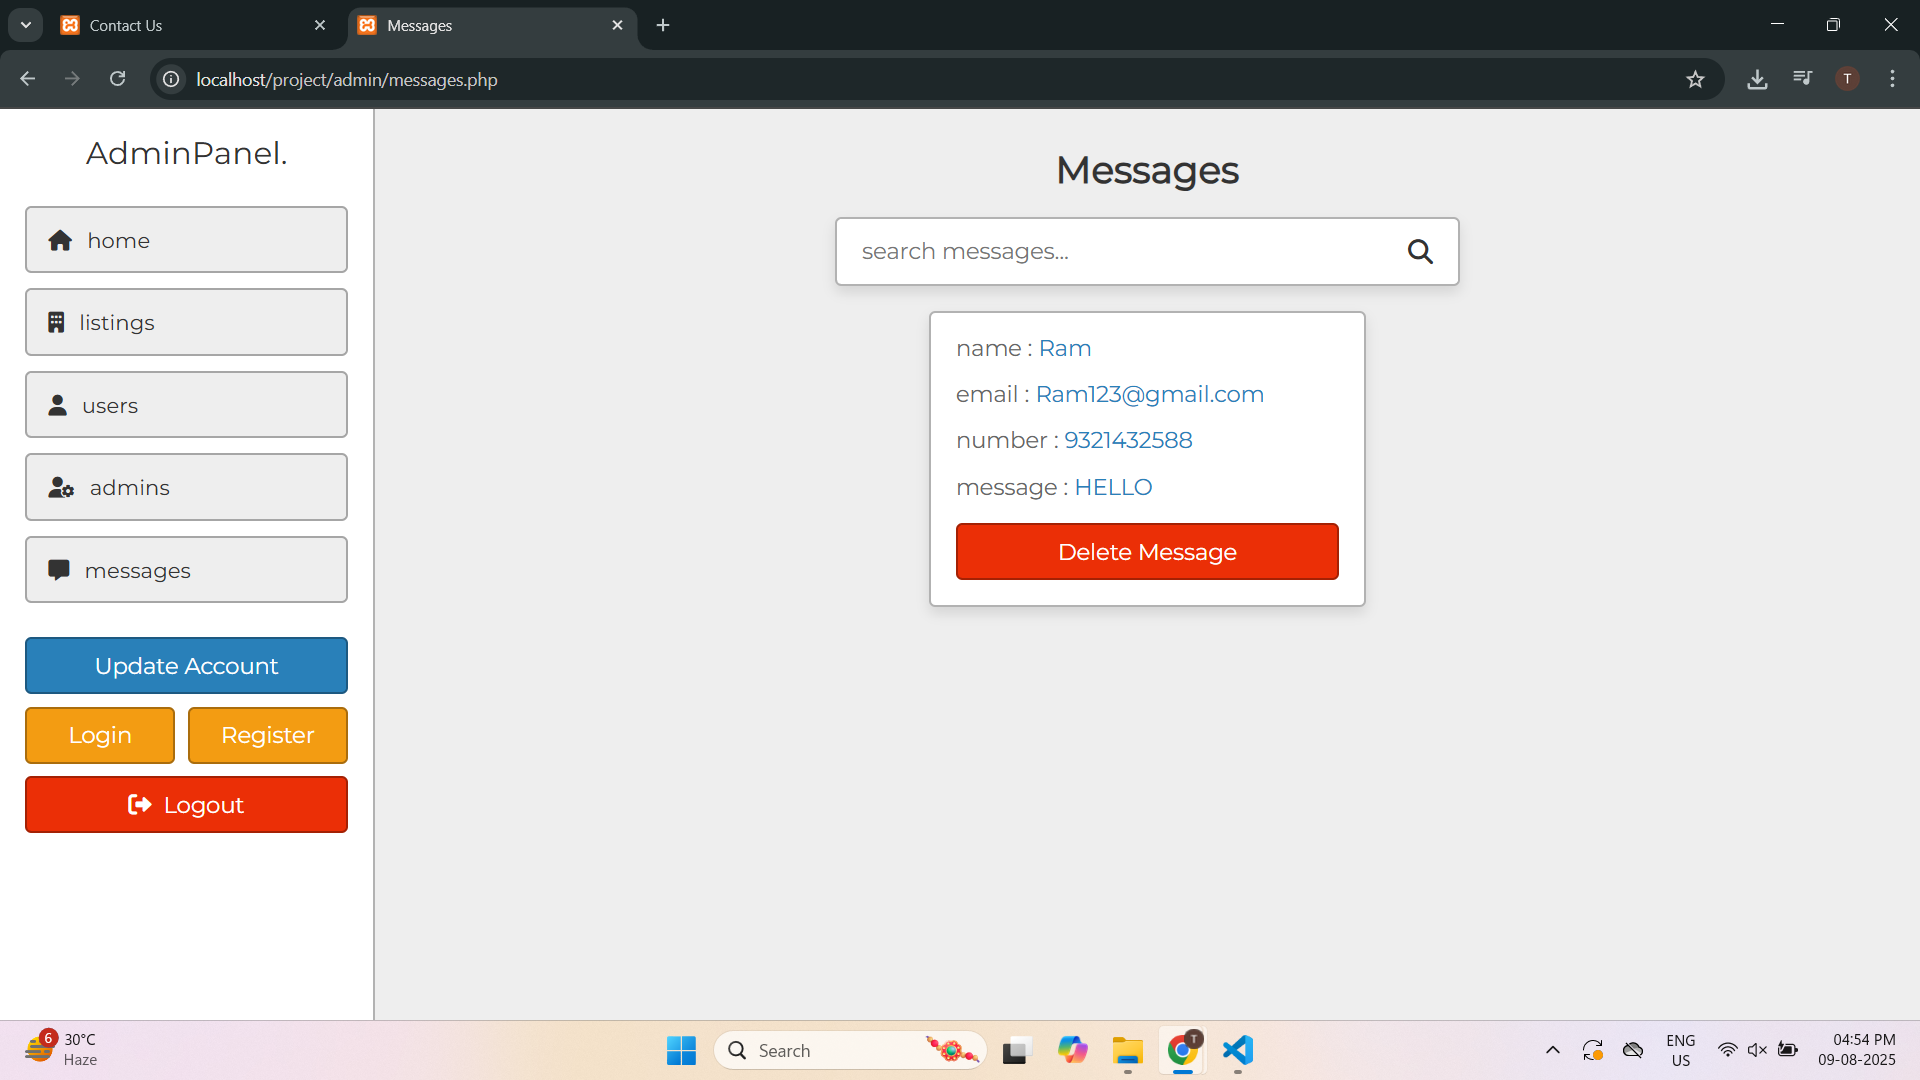 Contact Us
Messages
localhost/project/admin/messages.php
T
AdminPanel.
home
listings
users
admins
messages
Update Account
Login
Register
Logout
Messages
search messages...
name : Ram
email : Ram123@gmail.com
number : 9321432588
message : HELLO
Delete Message
6
30°C
Haze
Search
T
ENG
US
04:54 PM
09-08-2025